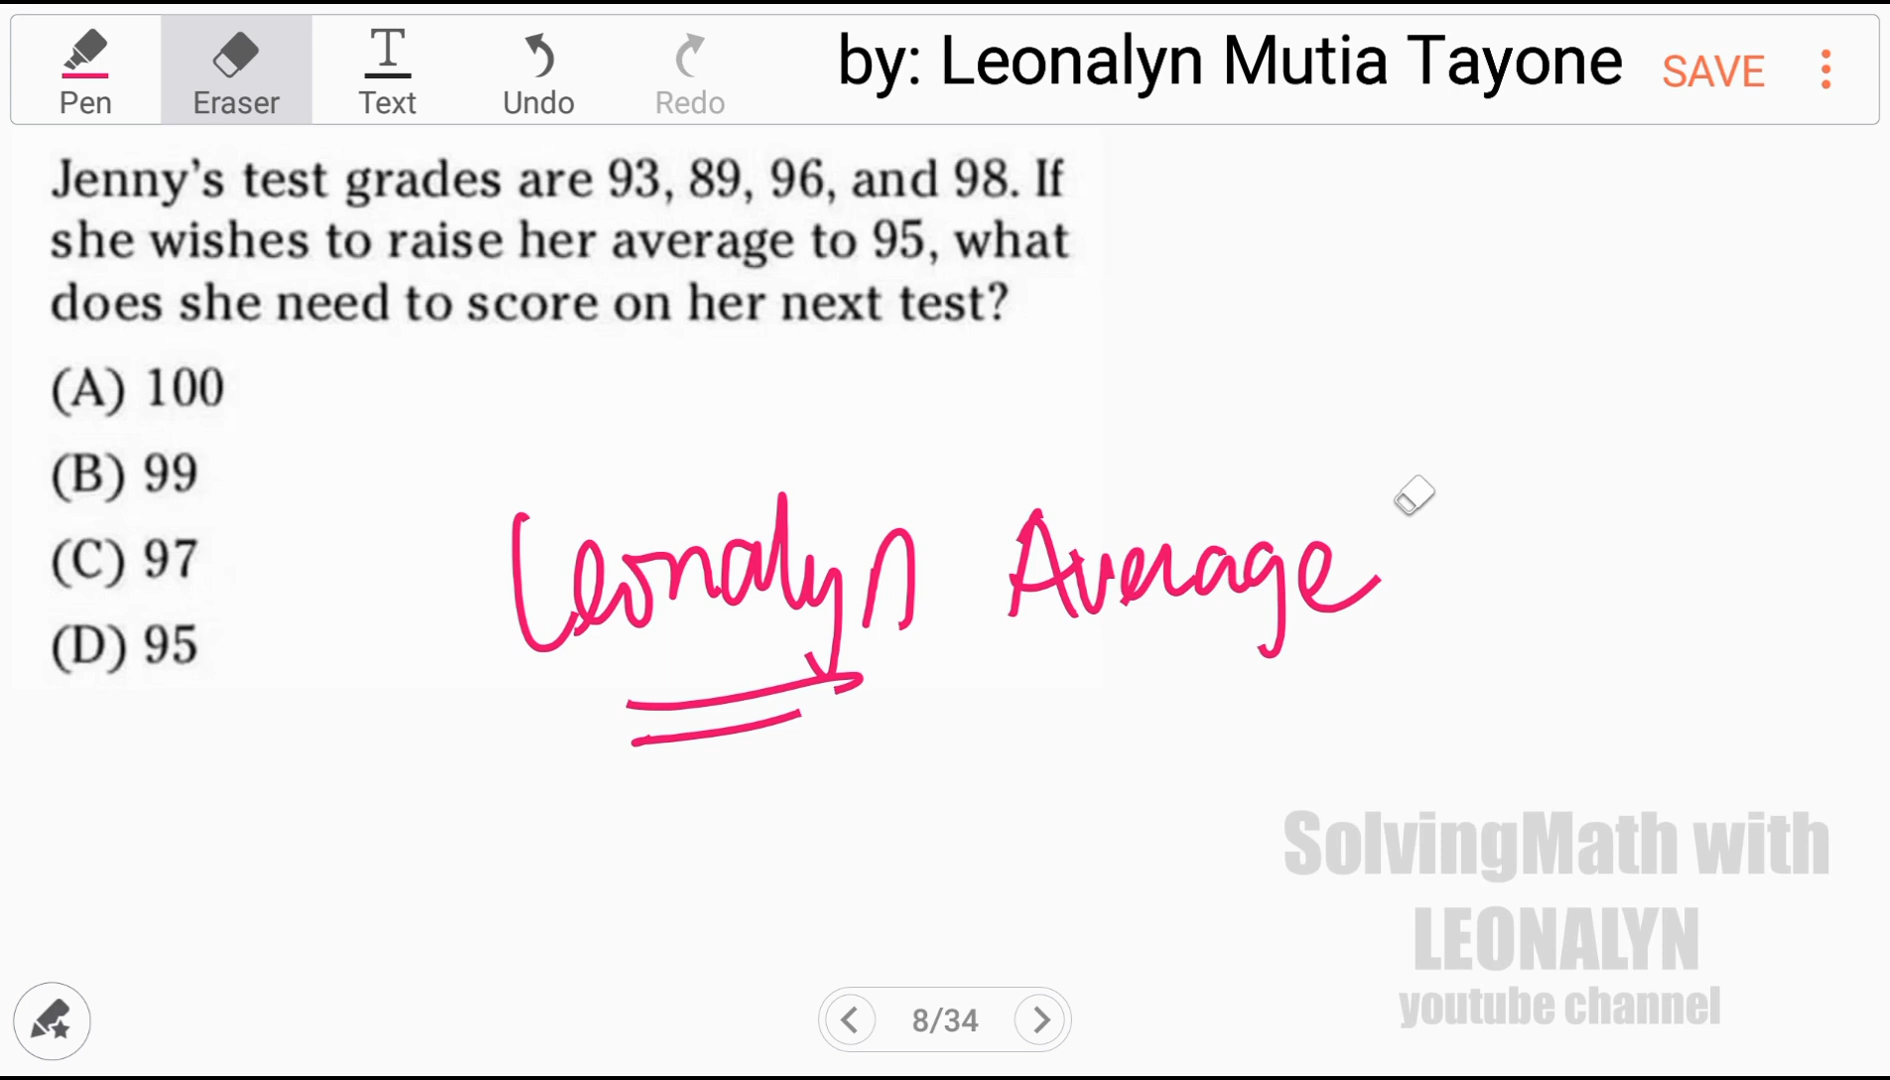 Pen
Eraser
Text
Undo
Redo
by: Leonalyn Mutia Tayone
SAVE
Jenny's test grades are 93, 89, 96, and 98. If
she wishes to raise her average to 95, what
does she need to score on her next test?
(A) 100
(B) 99
(C) 97
(D) 95
Leonalyn Average
SolvingMath with
LEONALYN
youtube channel
8/34